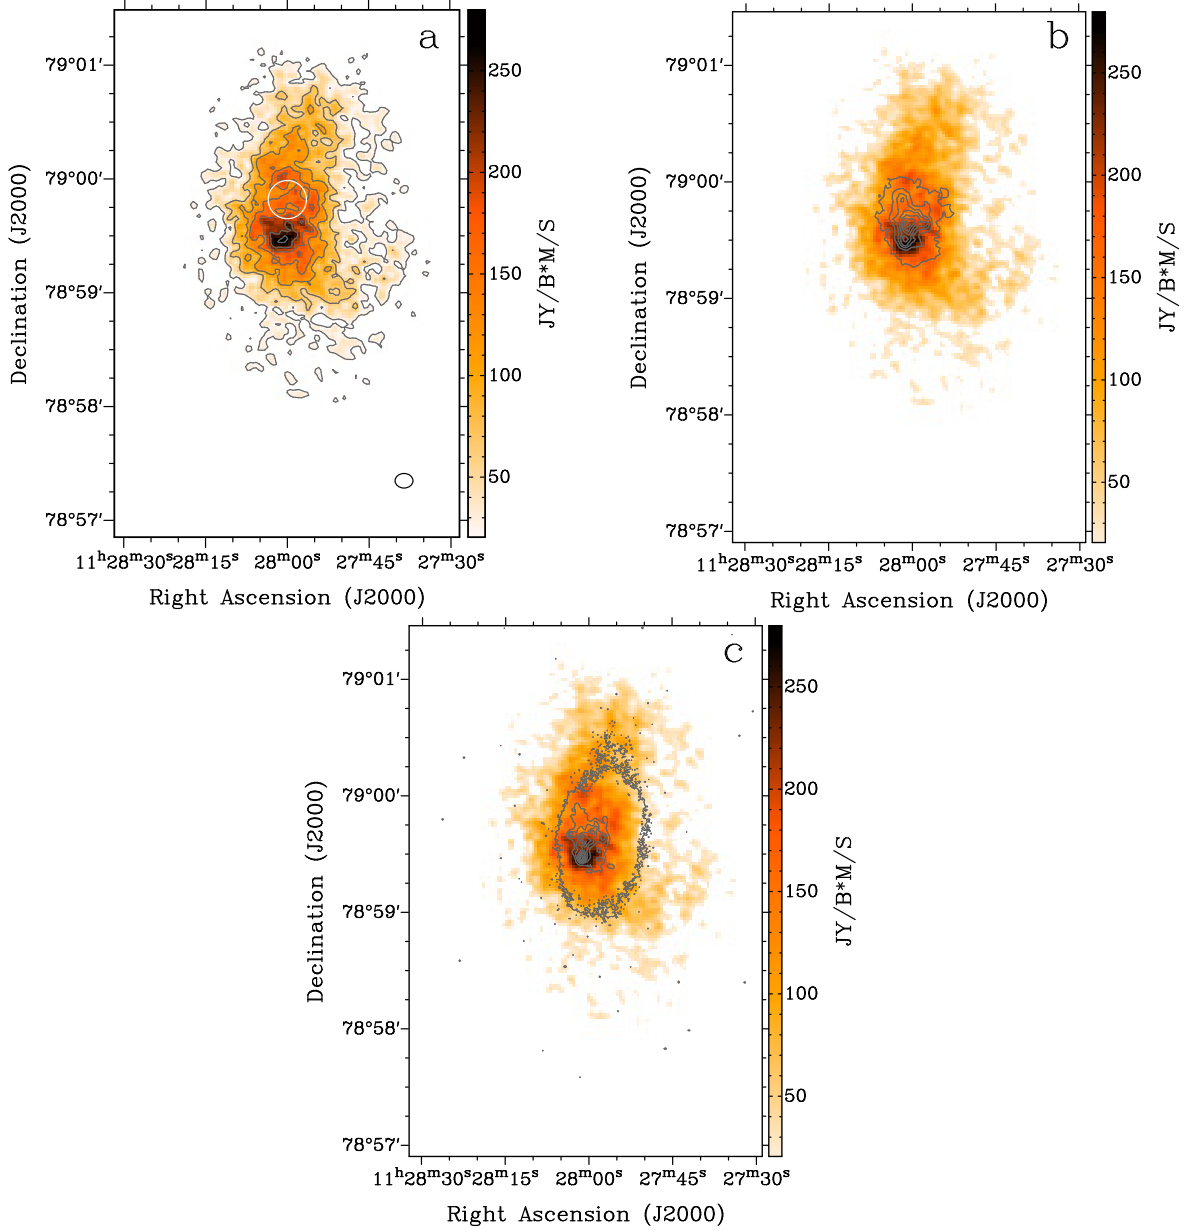 a
79°01′
79°00′
78°59′
78°58′
78°57′
Declination (J2000)
11ʰ28ᵐ30ˢ 28ᵐ15ˢ 28ᵐ00ˢ 27ᵐ45ˢ 27ᵐ30ˢ
Right Ascension (J2000)
250
200
150
100
50
JY/B*M/S
b
79°01′
79°00′
78°59′
78°58′
78°57′
Declination (J2000)
11ʰ28ᵐ30ˢ28ᵐ15ˢ 28ᵐ00ˢ 27ᵐ45ˢ 27ᵐ30ˢ
Right Ascension (J2000)
250
200
150
100
50
JY/B*M/S
c
79°01′
79°00′
78°59′
78°58′
78°57′
Declination (J2000)
11ʰ28ᵐ30ˢ28ᵐ15ˢ 28ᵐ00ˢ 27ᵐ45ˢ 27ᵐ30ˢ
Right Ascension (J2000)
250
200
150
100
50
JY/B*M/S